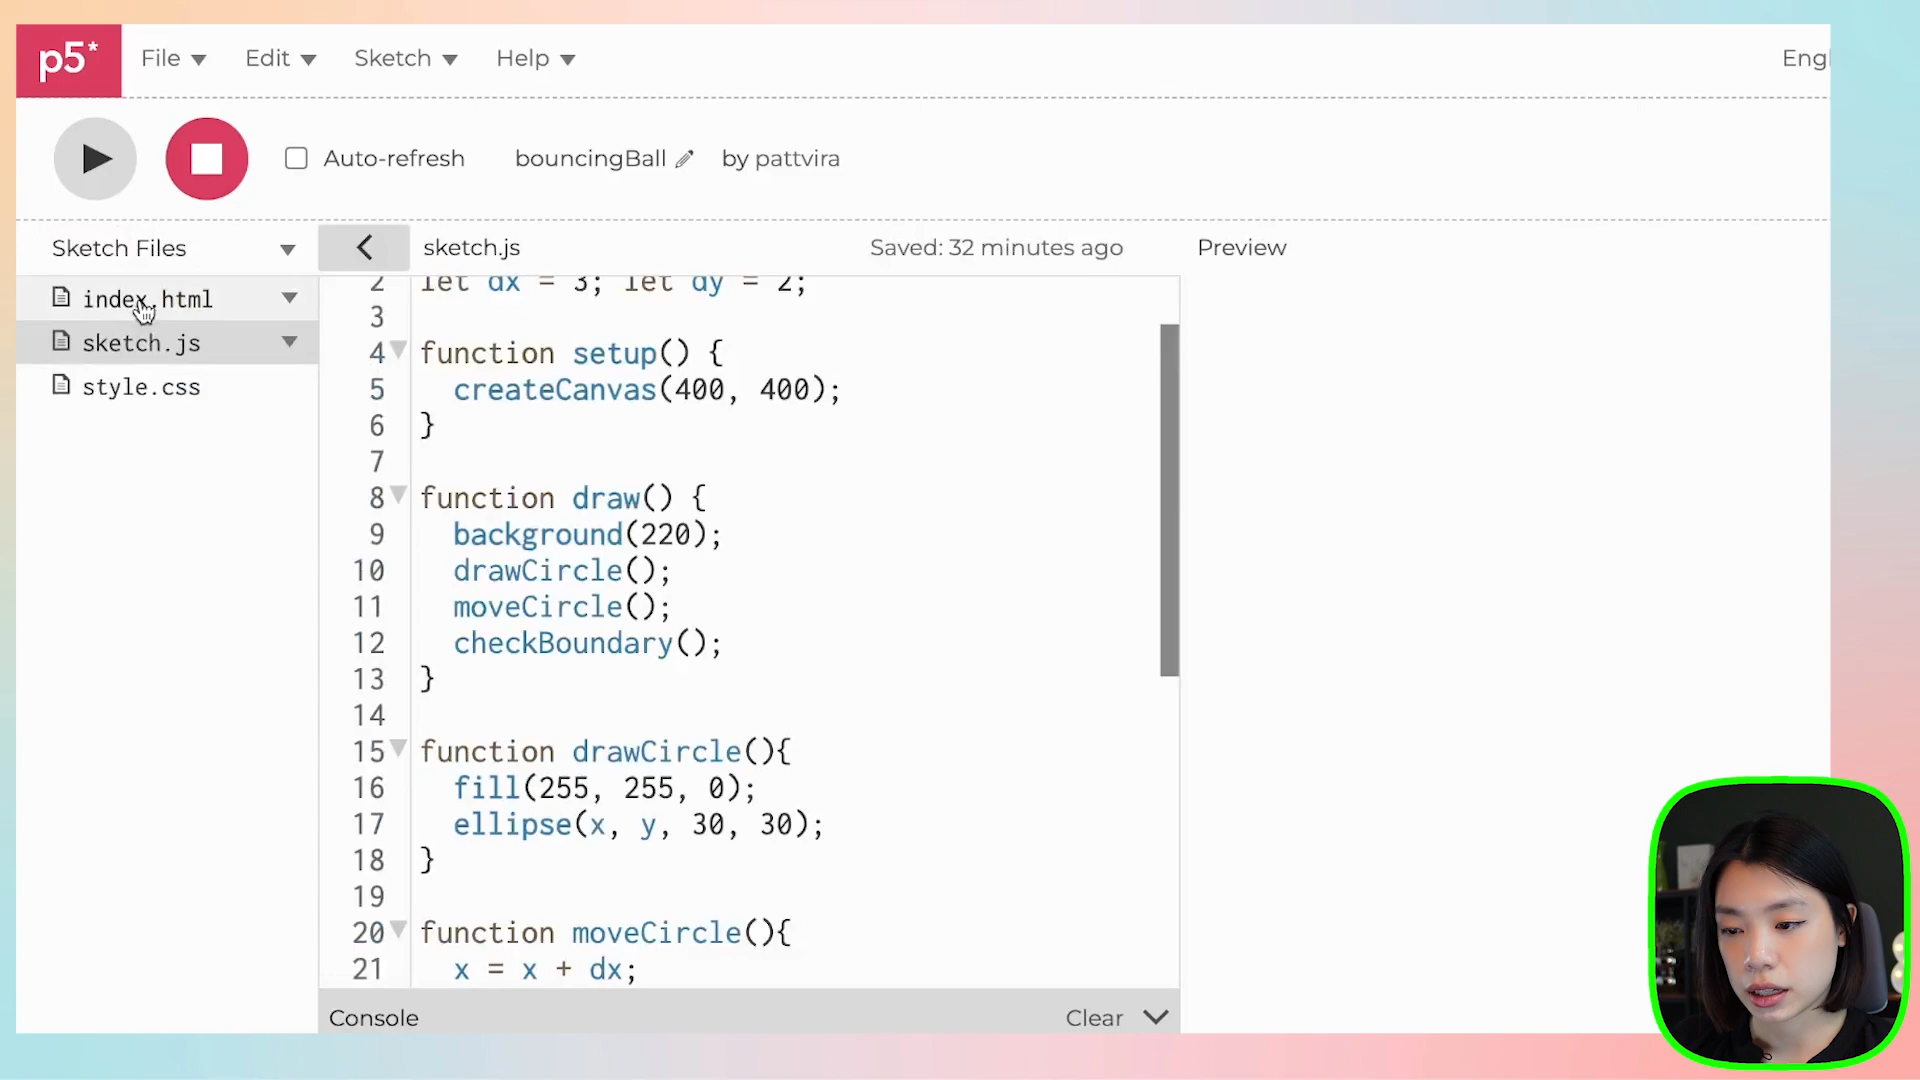 p5*
File Edit Sketch Help
Engl
Auto-refresh bouncingBall by pattvira
Sketch Files sketch.js Saved: 32 minutes ago Preview
index.html
sketch.js
style.css
2 let dx = 3; let dy = 2;
3
4 function setup() {
5 createCanvas(400, 400);
6 }
7
8 function draw() {
9 background(220);
10 drawCircle();
11 moveCircle();
12 checkBoundary();
13 }
14
15 function drawCircle(){
16 fill(255, 255, 0);
17 ellipse(x, y, 30, 30);
18 }
19
20 function moveCircle(){
21 x = x + dx;
Console Clear